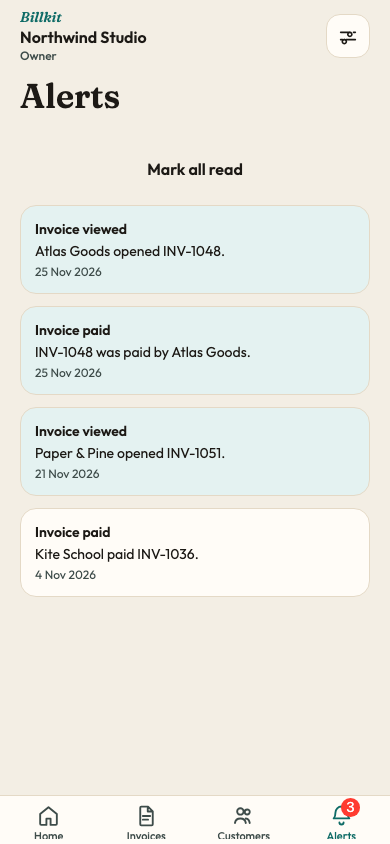 Billkit
Northwind Studio
Owner
Alerts
Mark all read
Invoice viewed
Atlas Goods opened INV-1048.
25 Nov 2026
Invoice paid
INV-1048 was paid by Atlas Goods.
25 Nov 2026
Invoice viewed
Paper & Pine opened INV-1051.
21 Nov 2026
Invoice paid
Kite School paid INV-1036.
4 Nov 2026
3
Home
Invoices
Customers
Alerts